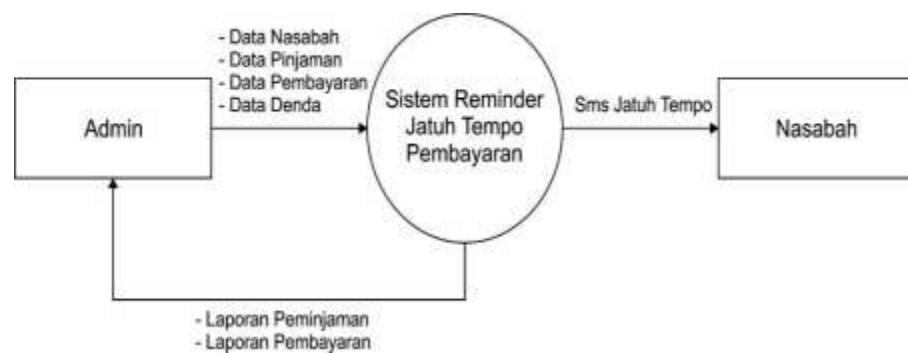 - Data Nasabah
- Data Pinjaman
- Data Pembayaran
- Data Denda
Admin
Sistem Reminder
Jatuh Tempo
Pembayaran
Sms Jatuh Tempo
Nasabah
- Laporan Peminjaman
- Laporan Pembayaran